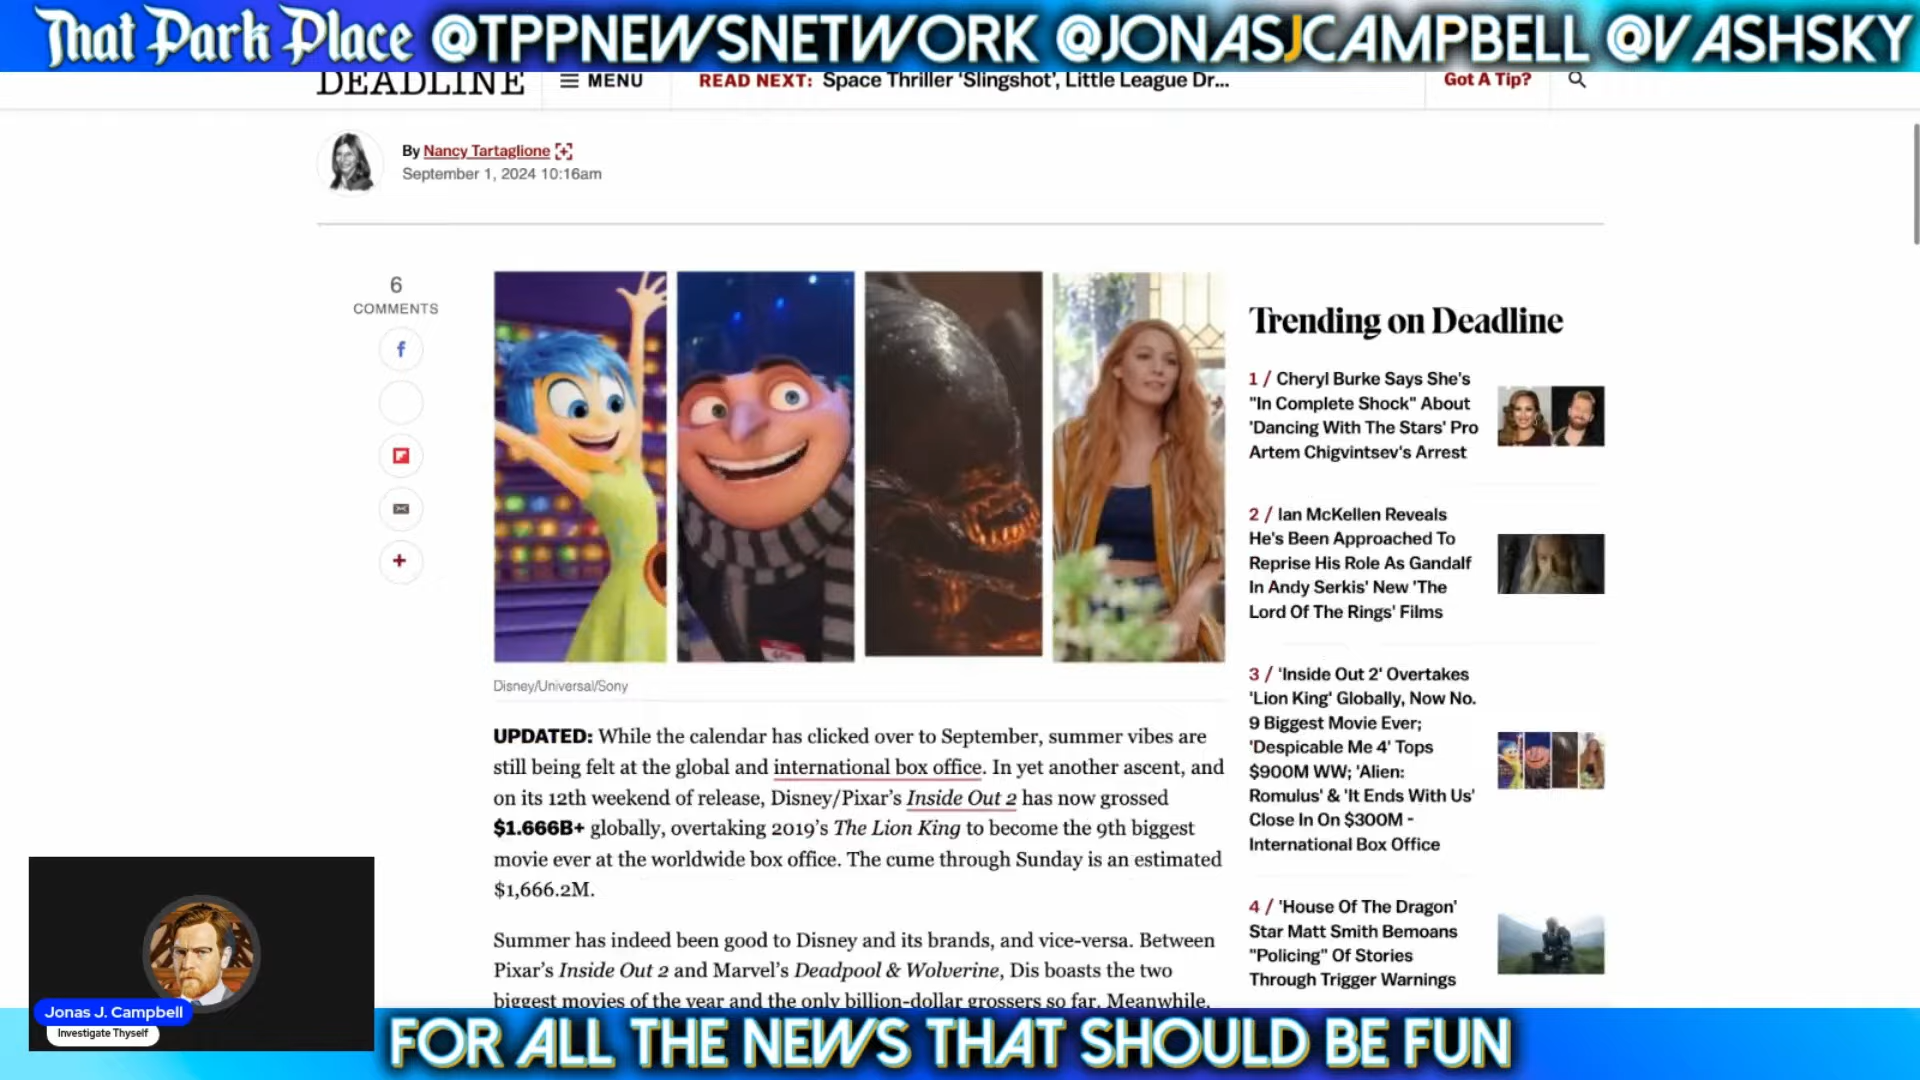 That Park Place @TPPNEWSNETWORK @JONASJCAMPBELL @VASHSKY
DEADLINE
MENU
READ NEXT: Space Thriller 'Slingshot', Little League Dr...
Got A Tip?
By Nancy Tartaglione
September 1, 2024 10:16am
6
COMMENTS
Disney/Universal/Sony
UPDATED: While the calendar has clicked over to September, summer vibes are
still being felt at the global and international box office. In yet another ascent, and
on its 12th weekend of release, Disney/Pixar's Inside Out 2 has now grossed
$1.666B+ globally, overtaking 2019's The Lion King to become the 9th biggest
movie ever at the worldwide box office. The cume through Sunday is an estimated
$1,666.2M.
Summer has indeed been good to Disney and its brands, and vice-versa. Between
Pixar's Inside Out 2 and Marvel's Deadpool & Wolverine, Dis boasts the two
biggest movies of the year and the only billion-dollar grossers so far. Meanwhile,
Trending on Deadline
1 / Cheryl Burke Says She's
"In Complete Shock" About
'Dancing With The Stars' Pro
Artem Chigvintsev's Arrest
2 / Ian McKellen Reveals
He's Been Approached To
Reprise His Role As Gandalf
In Andy Serkis' New 'The
Lord Of The Rings' Films
3 / 'Inside Out 2' Overtakes
'Lion King' Globally, Now No.
9 Biggest Movie Ever;
'Despicable Me 4' Tops
$900M WW; 'Alien:
Romulus' & 'It Ends With Us'
Close In On $300M -
International Box Office
4 / 'House Of The Dragon'
Star Matt Smith Bemoans
"Policing" Of Stories
Through Trigger Warnings
Jonas J. Campbell
Investigate Thyself
FOR ALL THE NEWS THAT SHOULD BE FUN